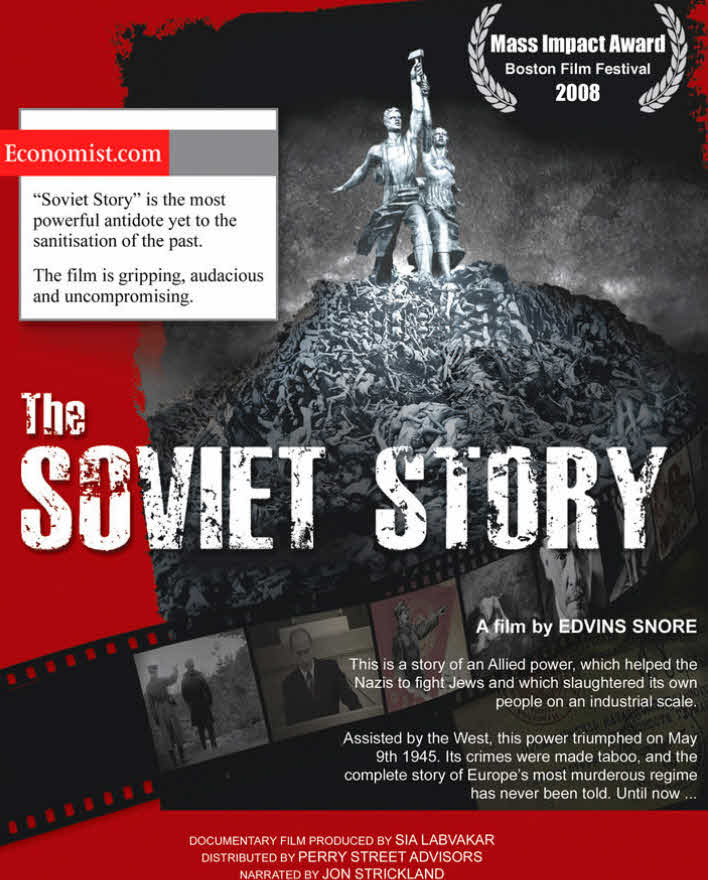 Mass Impact Award
Boston Film Festival
2008
Economist.com
“Soviet Story” is the most
powerful antidote yet to the
sanitisation of the past.
The film is gripping, audacious
and uncompromising.
The
SOVIET STORY
A film by EDVINS SNORE
This is a story of an Allied power, which helped the
Nazis to fight Jews and which slaughtered its own
people on an industrial scale.
Assisted by the West, this power triumphed on May
9th 1945. Its crimes were made taboo, and the
complete story of Europe's most murderous regime
has never been told. Until now ...
DOCUMENTARY FILM PRODUCED BY SIA LABVAKAR
DISTRIBUTED BY PERRY STREET ADVISORS
NARRATED BY JON STRICKLAND